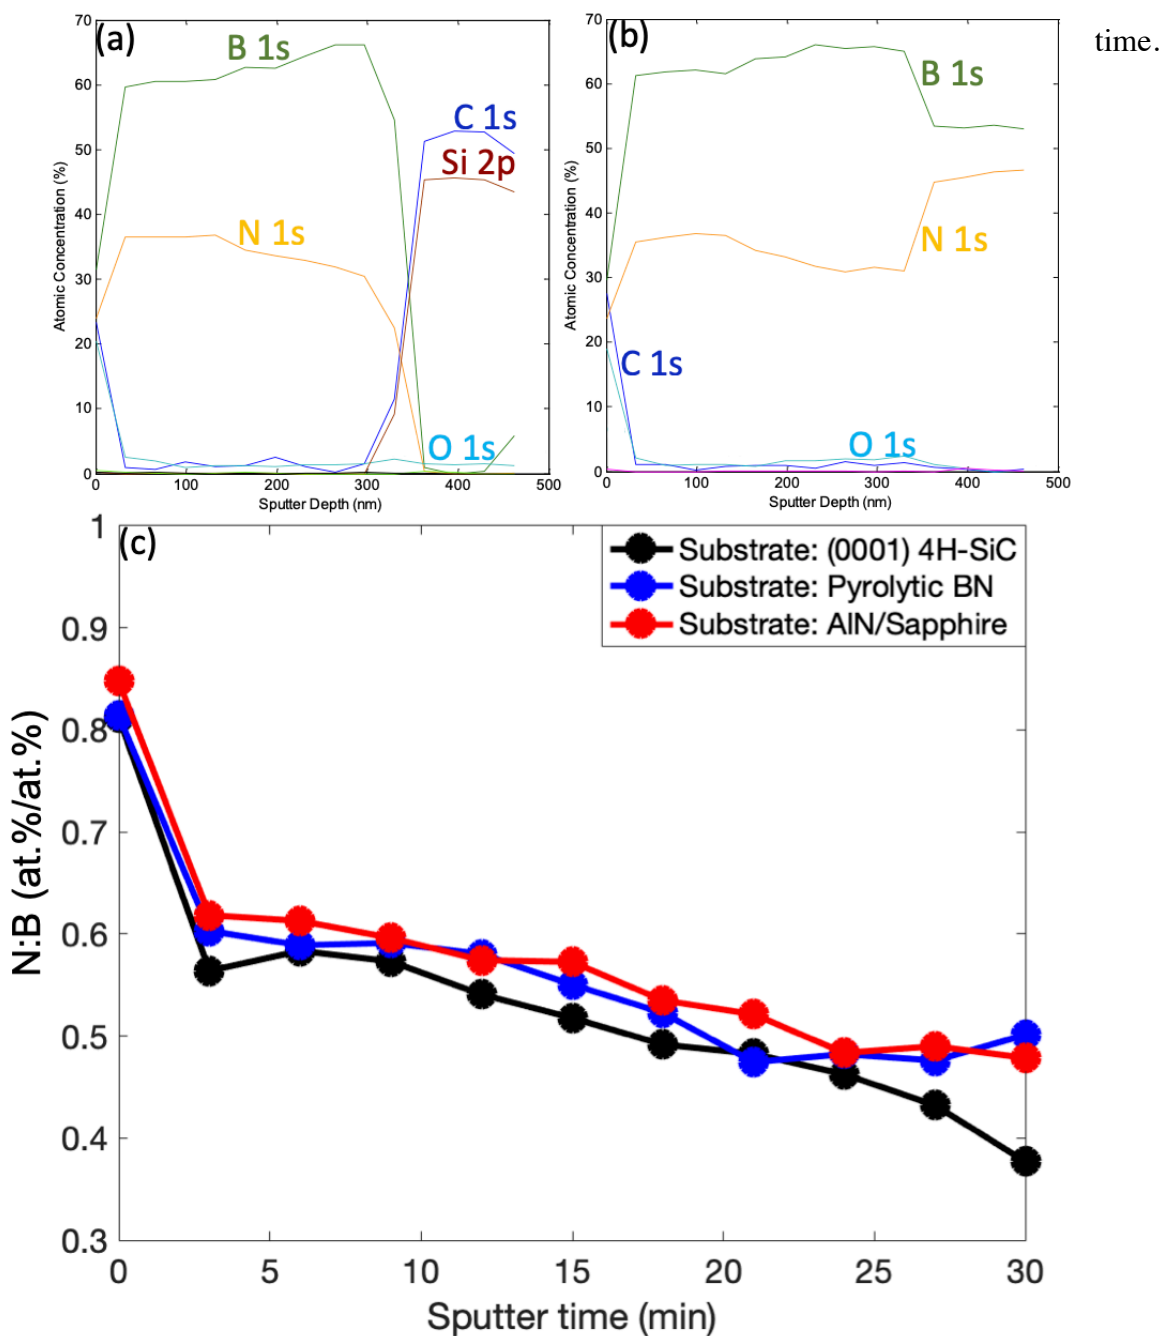 time.
(a)
B 1s
C 1s
Si 2p
N 1s
O 1s
70
60
50
40
30
20
10
0
Atomic Concentration (%)
0 100 200 300 400 500
Sputter Depth (nm)
(b)
B 1s
N 1s
C 1s
O 1s
70
60
50
40
30
20
10
0
Atomic Concentration (%)
0 100 200 300 400 500
Sputter Depth (nm)
(c)
Substrate: (0001) 4H-SiC
Substrate: Pyrolytic BN
Substrate: AlN/Sapphire
1
0.9
0.8
0.7
0.6
0.5
0.4
0.3
N:B (at.%/at.%)
0 5 10 15 20 25 30
Sputter time (min)